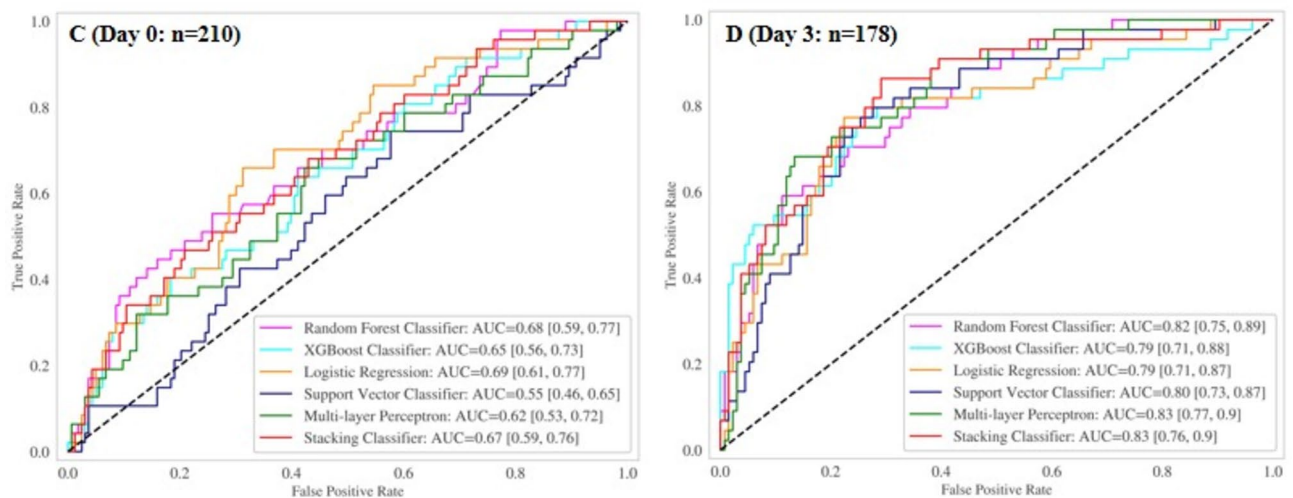 C (Day 0: n=210)
True Positive Rate
1.0
0.8
0.6
0.4
0.2
0.0
Random Forest Classifier: AUC=0.68 [0.59, 0.77]
XGBoost Classifier: AUC=0.65 [0.56, 0.73]
Logistic Regression: AUC=0.69 [0.61, 0.77]
Support Vector Classifier: AUC=0.55 [0.46, 0.65]
Multi-layer Perceptron: AUC=0.62 [0.53, 0.72]
Stacking Classifier: AUC=0.67 [0.59, 0.76]
0.0 0.2 0.4 0.6 0.8 1.0
False Positive Rate
D (Day 3: n=178)
True Positive Rate
1.0
0.8
0.6
0.4
0.2
0.0
Random Forest Classifier: AUC=0.82 [0.75, 0.89]
XGBoost Classifier: AUC=0.79 [0.71, 0.88]
Logistic Regression: AUC=0.79 [0.71, 0.87]
Support Vector Classifier: AUC=0.80 [0.73, 0.87]
Multi-layer Perceptron: AUC=0.83 [0.77, 0.9]
Stacking Classifier: AUC=0.83 [0.76, 0.9]
0.0 0.2 0.4 0.6 0.8 1.0
False Positive Rate